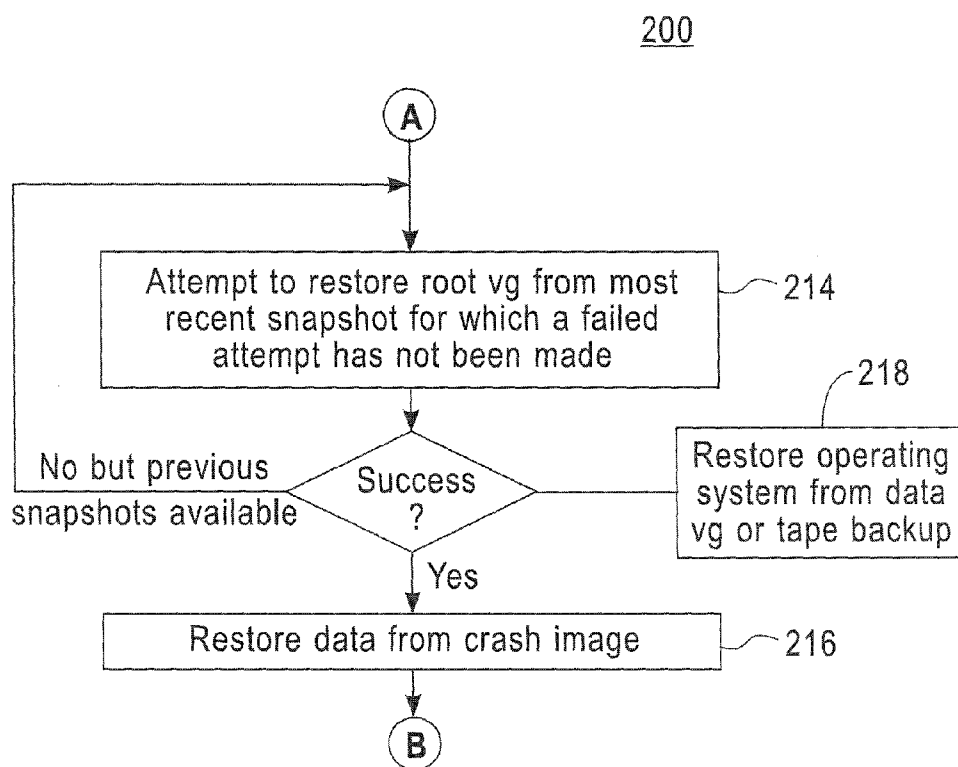 200
A
Attempt to restore root vg from most
recent snapshot for which a failed
attempt has not been made
214
218
No but previous
snapshots available
Success
?
Restore operating
system from data
vg or tape backup
Yes
Restore data from crash image
216
B